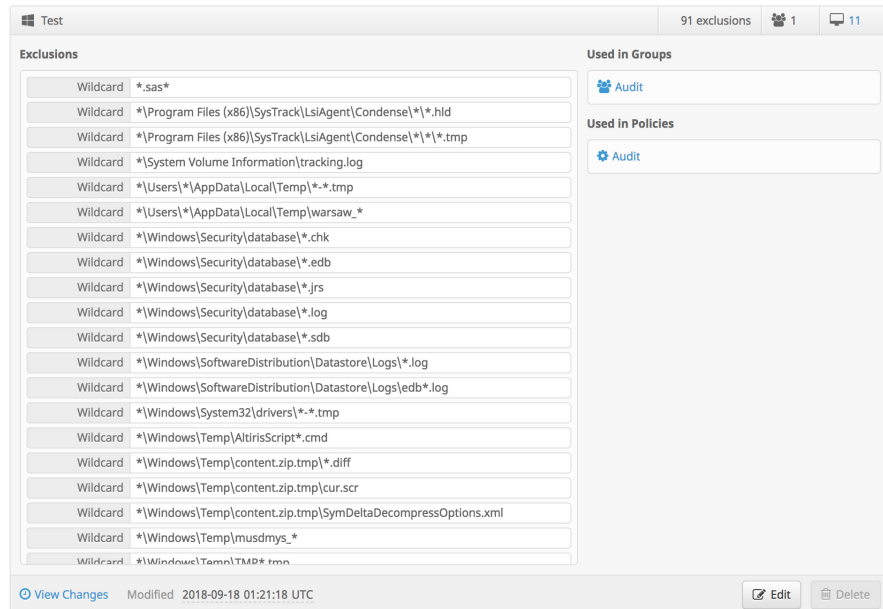 Test
91 exclusions 1 11
Exclusions
Wildcard *.sas*
Wildcard *\Program Files (x86)\SysTrack\LsiAgent\Condense\*\*.hld
Wildcard *\Program Files (x86)\SysTrack\LsiAgent\Condense\*\*\*.tmp
Wildcard *\System Volume Information\tracking.log
Wildcard *\Users\*\AppData\Local\Temp\*-*.tmp
Wildcard *\Users\*\AppData\Local\Temp\warsaw_*
Wildcard *\Windows\Security\database\*.chk
Wildcard *\Windows\Security\database\*.edb
Wildcard *\Windows\Security\database\*.jrs
Wildcard *\Windows\Security\database\*.log
Wildcard *\Windows\Security\database\*.sdb
Wildcard *\Windows\SoftwareDistribution\Datastore\Logs\*.log
Wildcard *\Windows\SoftwareDistribution\Datastore\Logs\edb*.log
Wildcard *\Windows\System32\drivers\*-*.tmp
Wildcard *\Windows\Temp\AltirisScript*.cmd
Wildcard *\Windows\Temp\content.zip.tmp\*.diff
Wildcard *\Windows\Temp\content.zip.tmp\cur.scr
Wildcard *\Windows\Temp\content.zip.tmp\SymDeltaDecompressOptions.xml
Wildcard *\Windows\Temp\musdmys_*
Wildcard *\Windows\Temp\TMP*.tmp
Used in Groups
Audit
Used in Policies
Audit
View Changes Modified 2018-09-18 01:21:18 UTC
Edit Delete